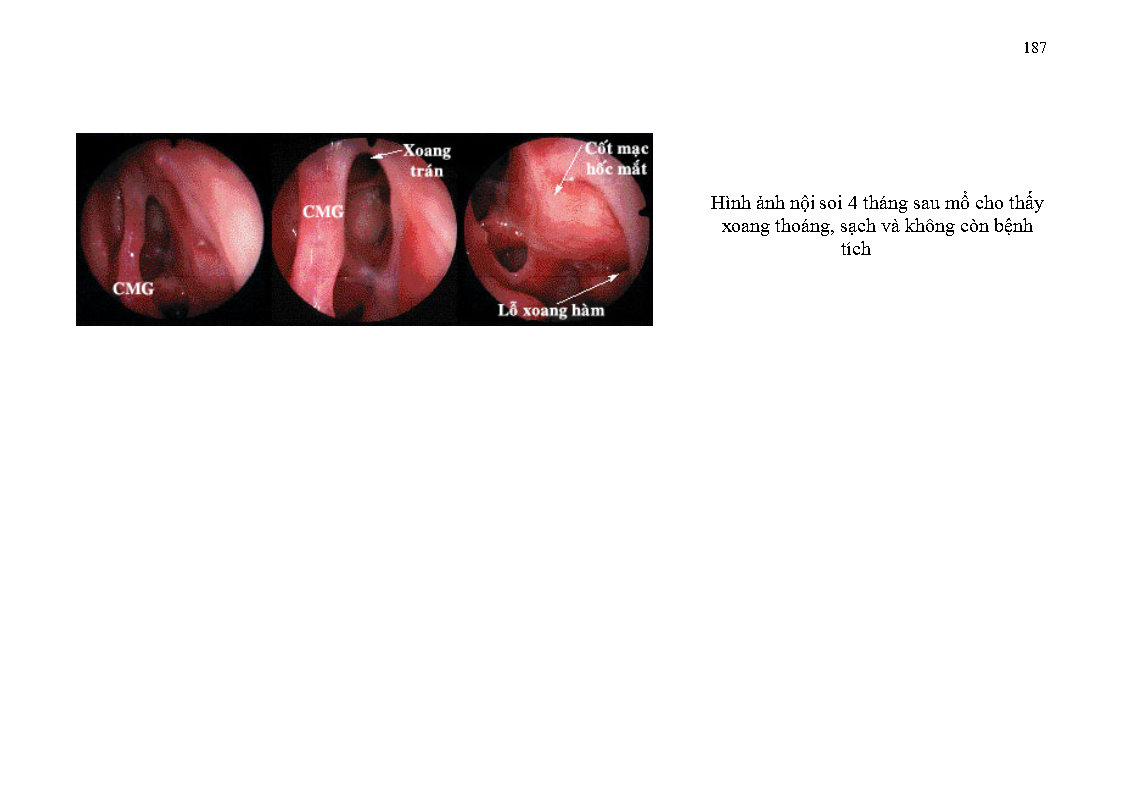 187
CMG
CMG
Xoang
trán
Cốt mạc
hốc mắt
Lỗ xoang hàm
Hình ảnh nội soi 4 tháng sau mổ cho thấy
xoang thoáng, sạch và không còn bệnh
tích